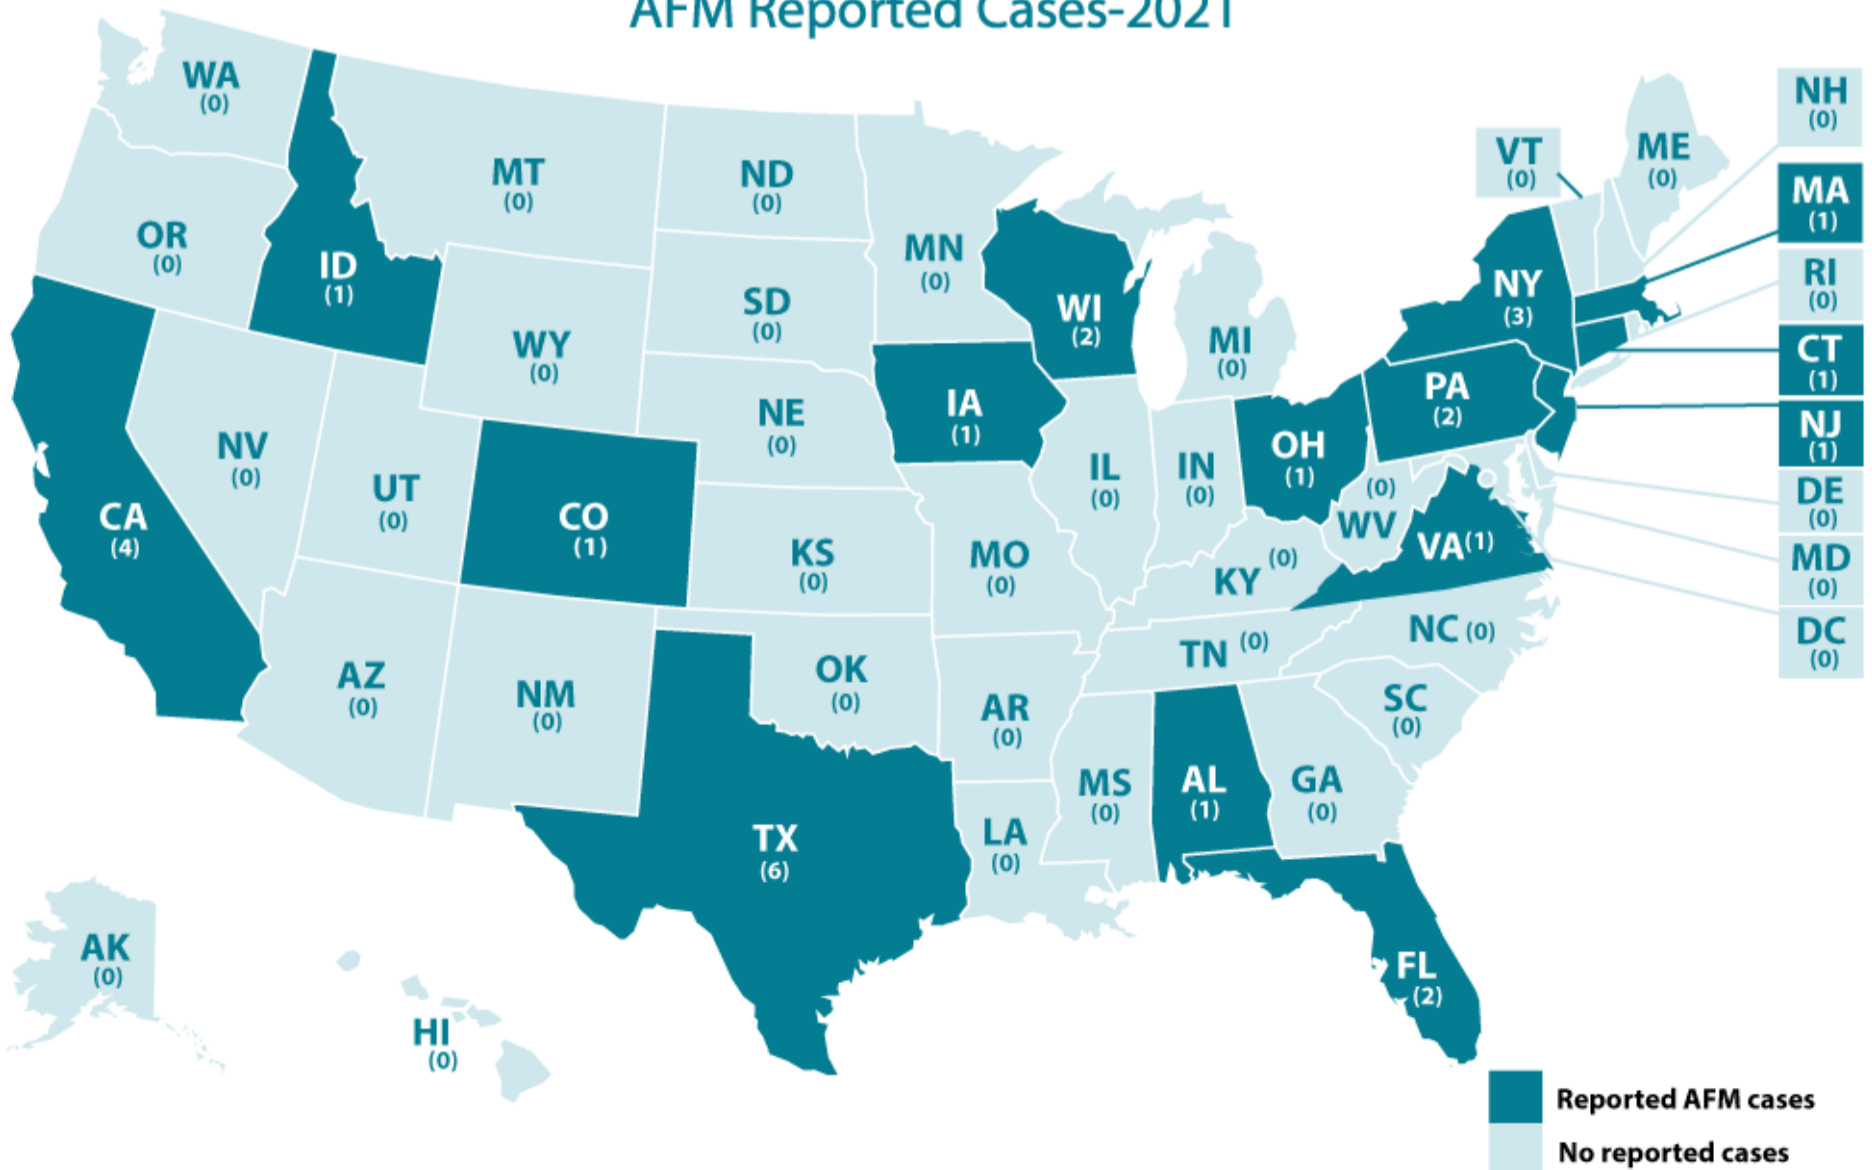 AFM Reported Cases-2021
WA
(0)
OR
(0)
ID
(1)
MT
(0)
ND
(0)
MN
(0)
SD
(0)
WY
(0)
WI
(2)
MI
(0)
VT
(0)
ME
(0)
NH
(0)
MA
(1)
RI
(0)
CT
(1)
NJ
(1)
DE
(0)
MD
(0)
DC
(0)
NY
(3)
PA
(2)
OH
(1)
IN
(0)
IL
(0)
IA
(1)
NE
(0)
NV
(0)
UT
(0)
CO
(1)
CA
(4)
KS
(0)
MO
(0)
KY (0)
(0)
WV
VA(1)
NC (0)
TN (0)
SC
(0)
GA
(0)
AL
(1)
MS
(0)
AR
(0)
LA
(0)
OK
(0)
TX
(6)
NM
(0)
AZ
(0)
FL
(2)
AK
(0)
HI
(0)
Reported AFM cases
No reported cases